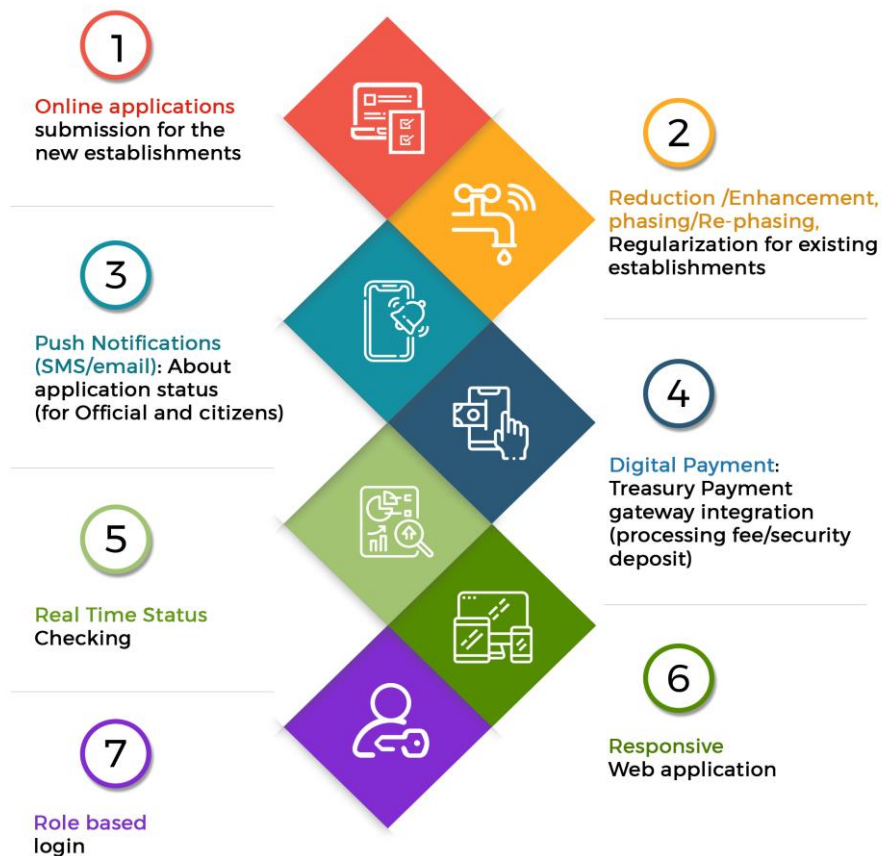 1
Online applications
submission for the
new establishments
2
Reduction /Enhancement,
phasing/Re-phasing,
Regularization for existing
establishments
3
Push Notifications
(SMS/email): About
application status
(for Official and citizens)
4
Digital Payment:
Treasury Payment
gateway integration
(processing fee/security
deposit)
5
Real Time Status
Checking
6
Responsive
Web application
7
Role based
login